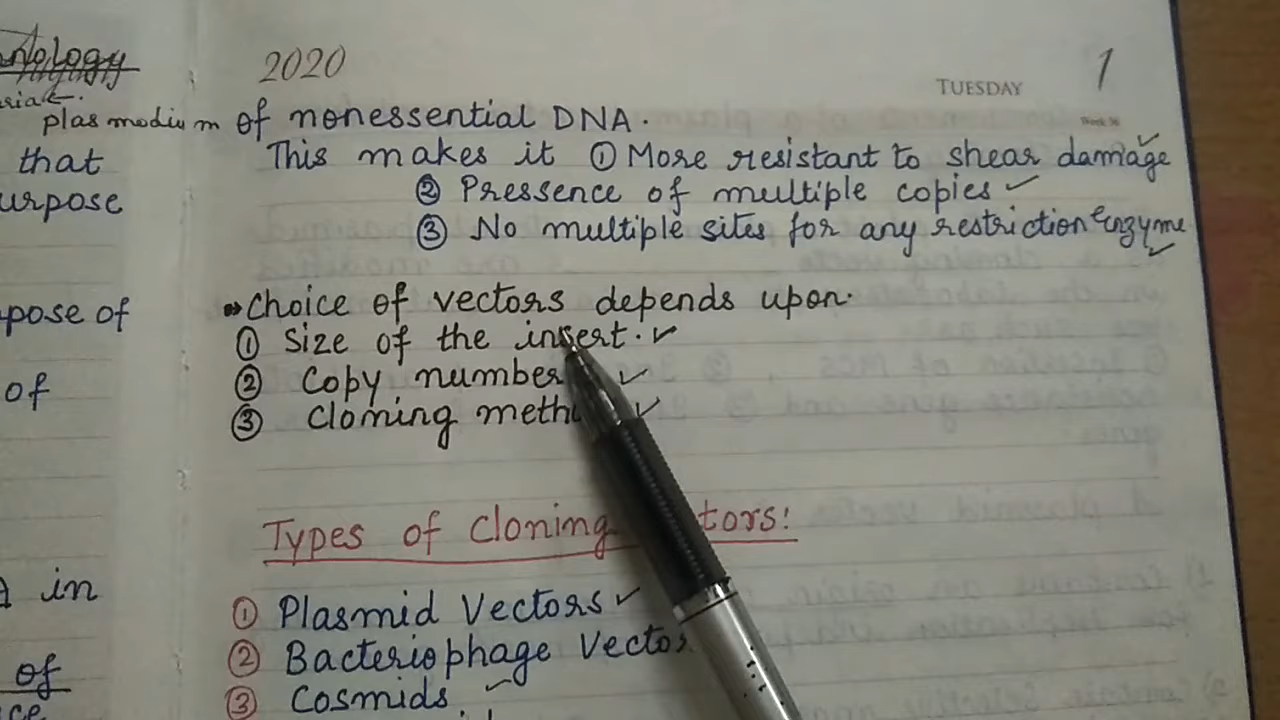 2020
TUESDAY 1
plasmodium
of nonessential DNA.
that
This makes it ① More resistant to shear damage
urpose
② Pressence of multiple copies
③ No multiple sites for any restriction enzyme
pose of
Choice of vectors depends upon.
① Size of the insert.
of
② Copy number
③ Cloning meth
Types of Cloning tors:
in
① Plasmid Vectors
② Bacteriophage Vector
of
③ Cosmids